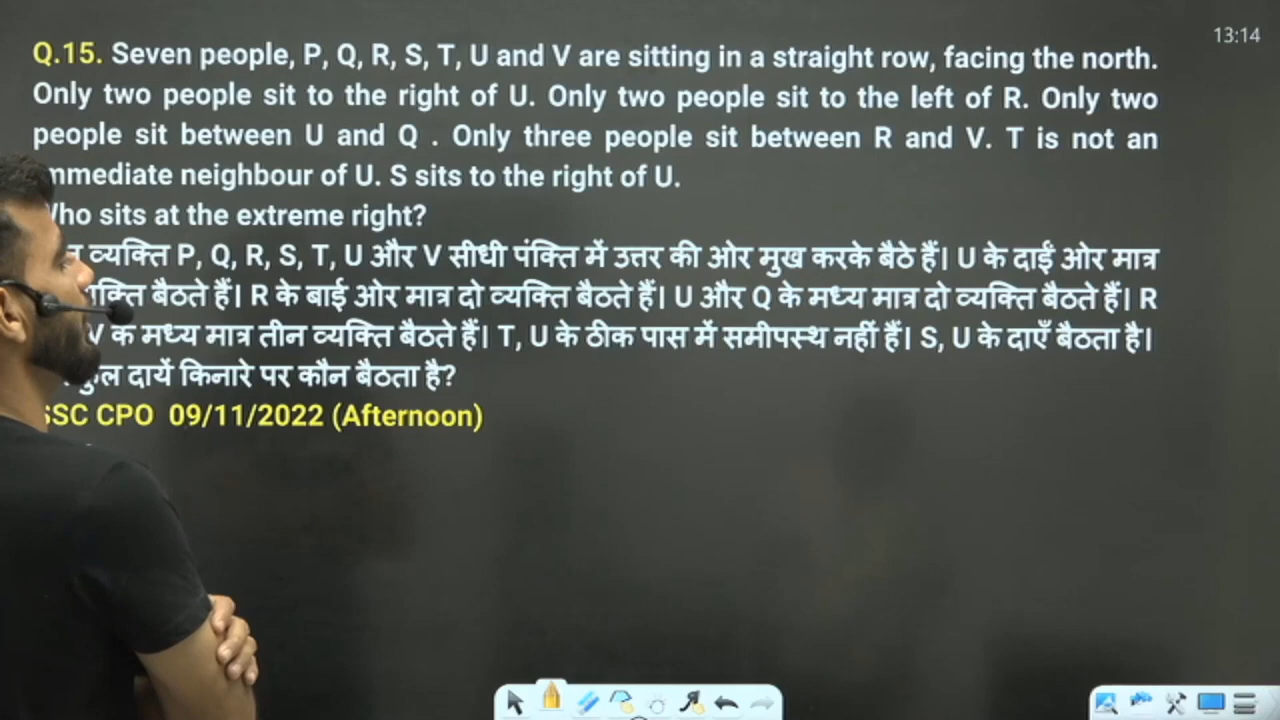 13:14
Q.15. Seven people, P, Q, R, S, T, U and V are sitting in a straight row, facing the north.
Only two people sit to the right of U. Only two people sit to the left of R. Only two
people sit between U and Q . Only three people sit between R and V. T is not an
mmediate neighbour of U. S sits to the right of U.
ho sits at the extreme right?
व्यक्ति P, Q, R, S, T, U और V सीधी पंक्ति में उत्तर की ओर मुख करके बैठे हैं। U के दाईं ओर मात्र
बैठते हैं। R के बाई ओर मात्र दो व्यक्ति बैठते हैं। U और Q के मध्य मात्र दो व्यक्ति बैठते हैं। R
V क मध्य मात्र तीन व्यक्ति बैठते हैं। T, U के ठीक पास में समीपस्थ नहीं हैं। S, U के दाएँ बैठता है।
दायें किनारे पर कौन बैठता है?
SSC CPO 09/11/2022 (Afternoon)